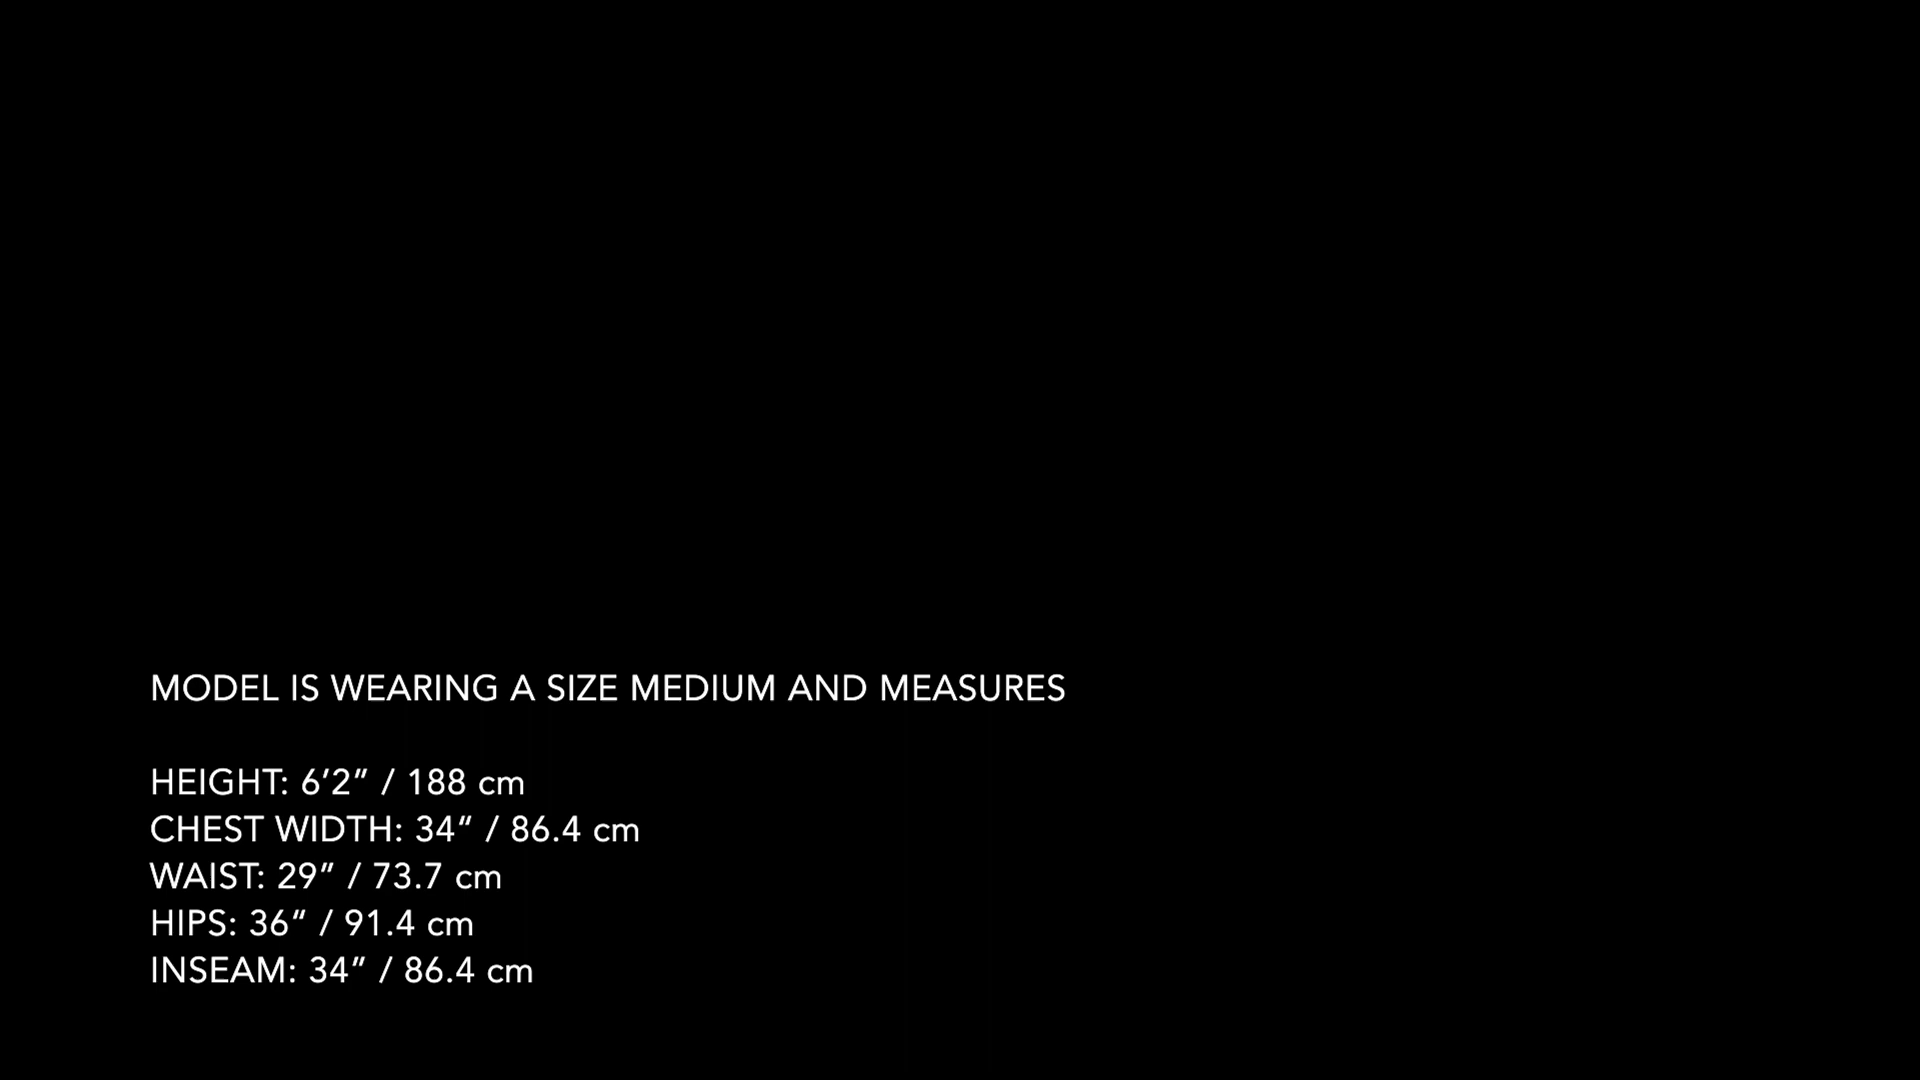 MODEL IS WEARING A SIZE MEDIUM AND MEASURES
HEIGHT: 6’2” / 188 cm
CHEST WIDTH: 34” / 86.4 cm
WAIST: 29” / 73.7 cm
HIPS: 36” / 91.4 cm
INSEAM: 34” / 86.4 cm